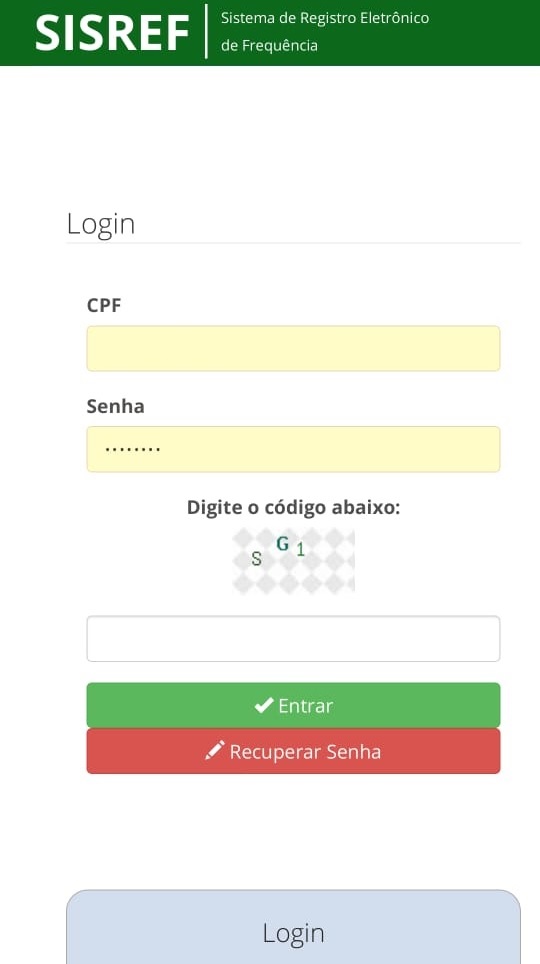 SISREF
Sistema de Registro Eletrônico
de Frequência
Login
CPF
Senha
........
Digite o código abaixo:
S G 1
Entrar
Recuperar Senha
Login